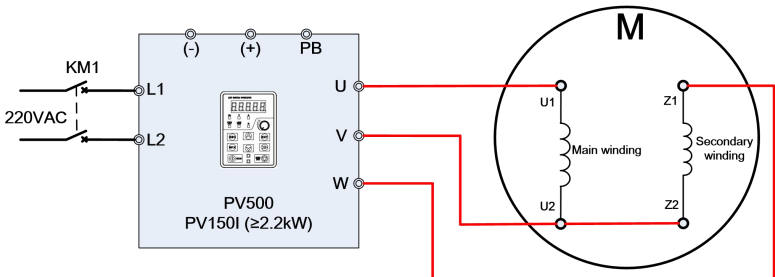 M
(-) (+) PB
KM1
L1 U U1 Z1
220VAC
L2 V Main winding Secondary
winding
W
U2 Z2
PV500
PV150I (≥2.2kW)